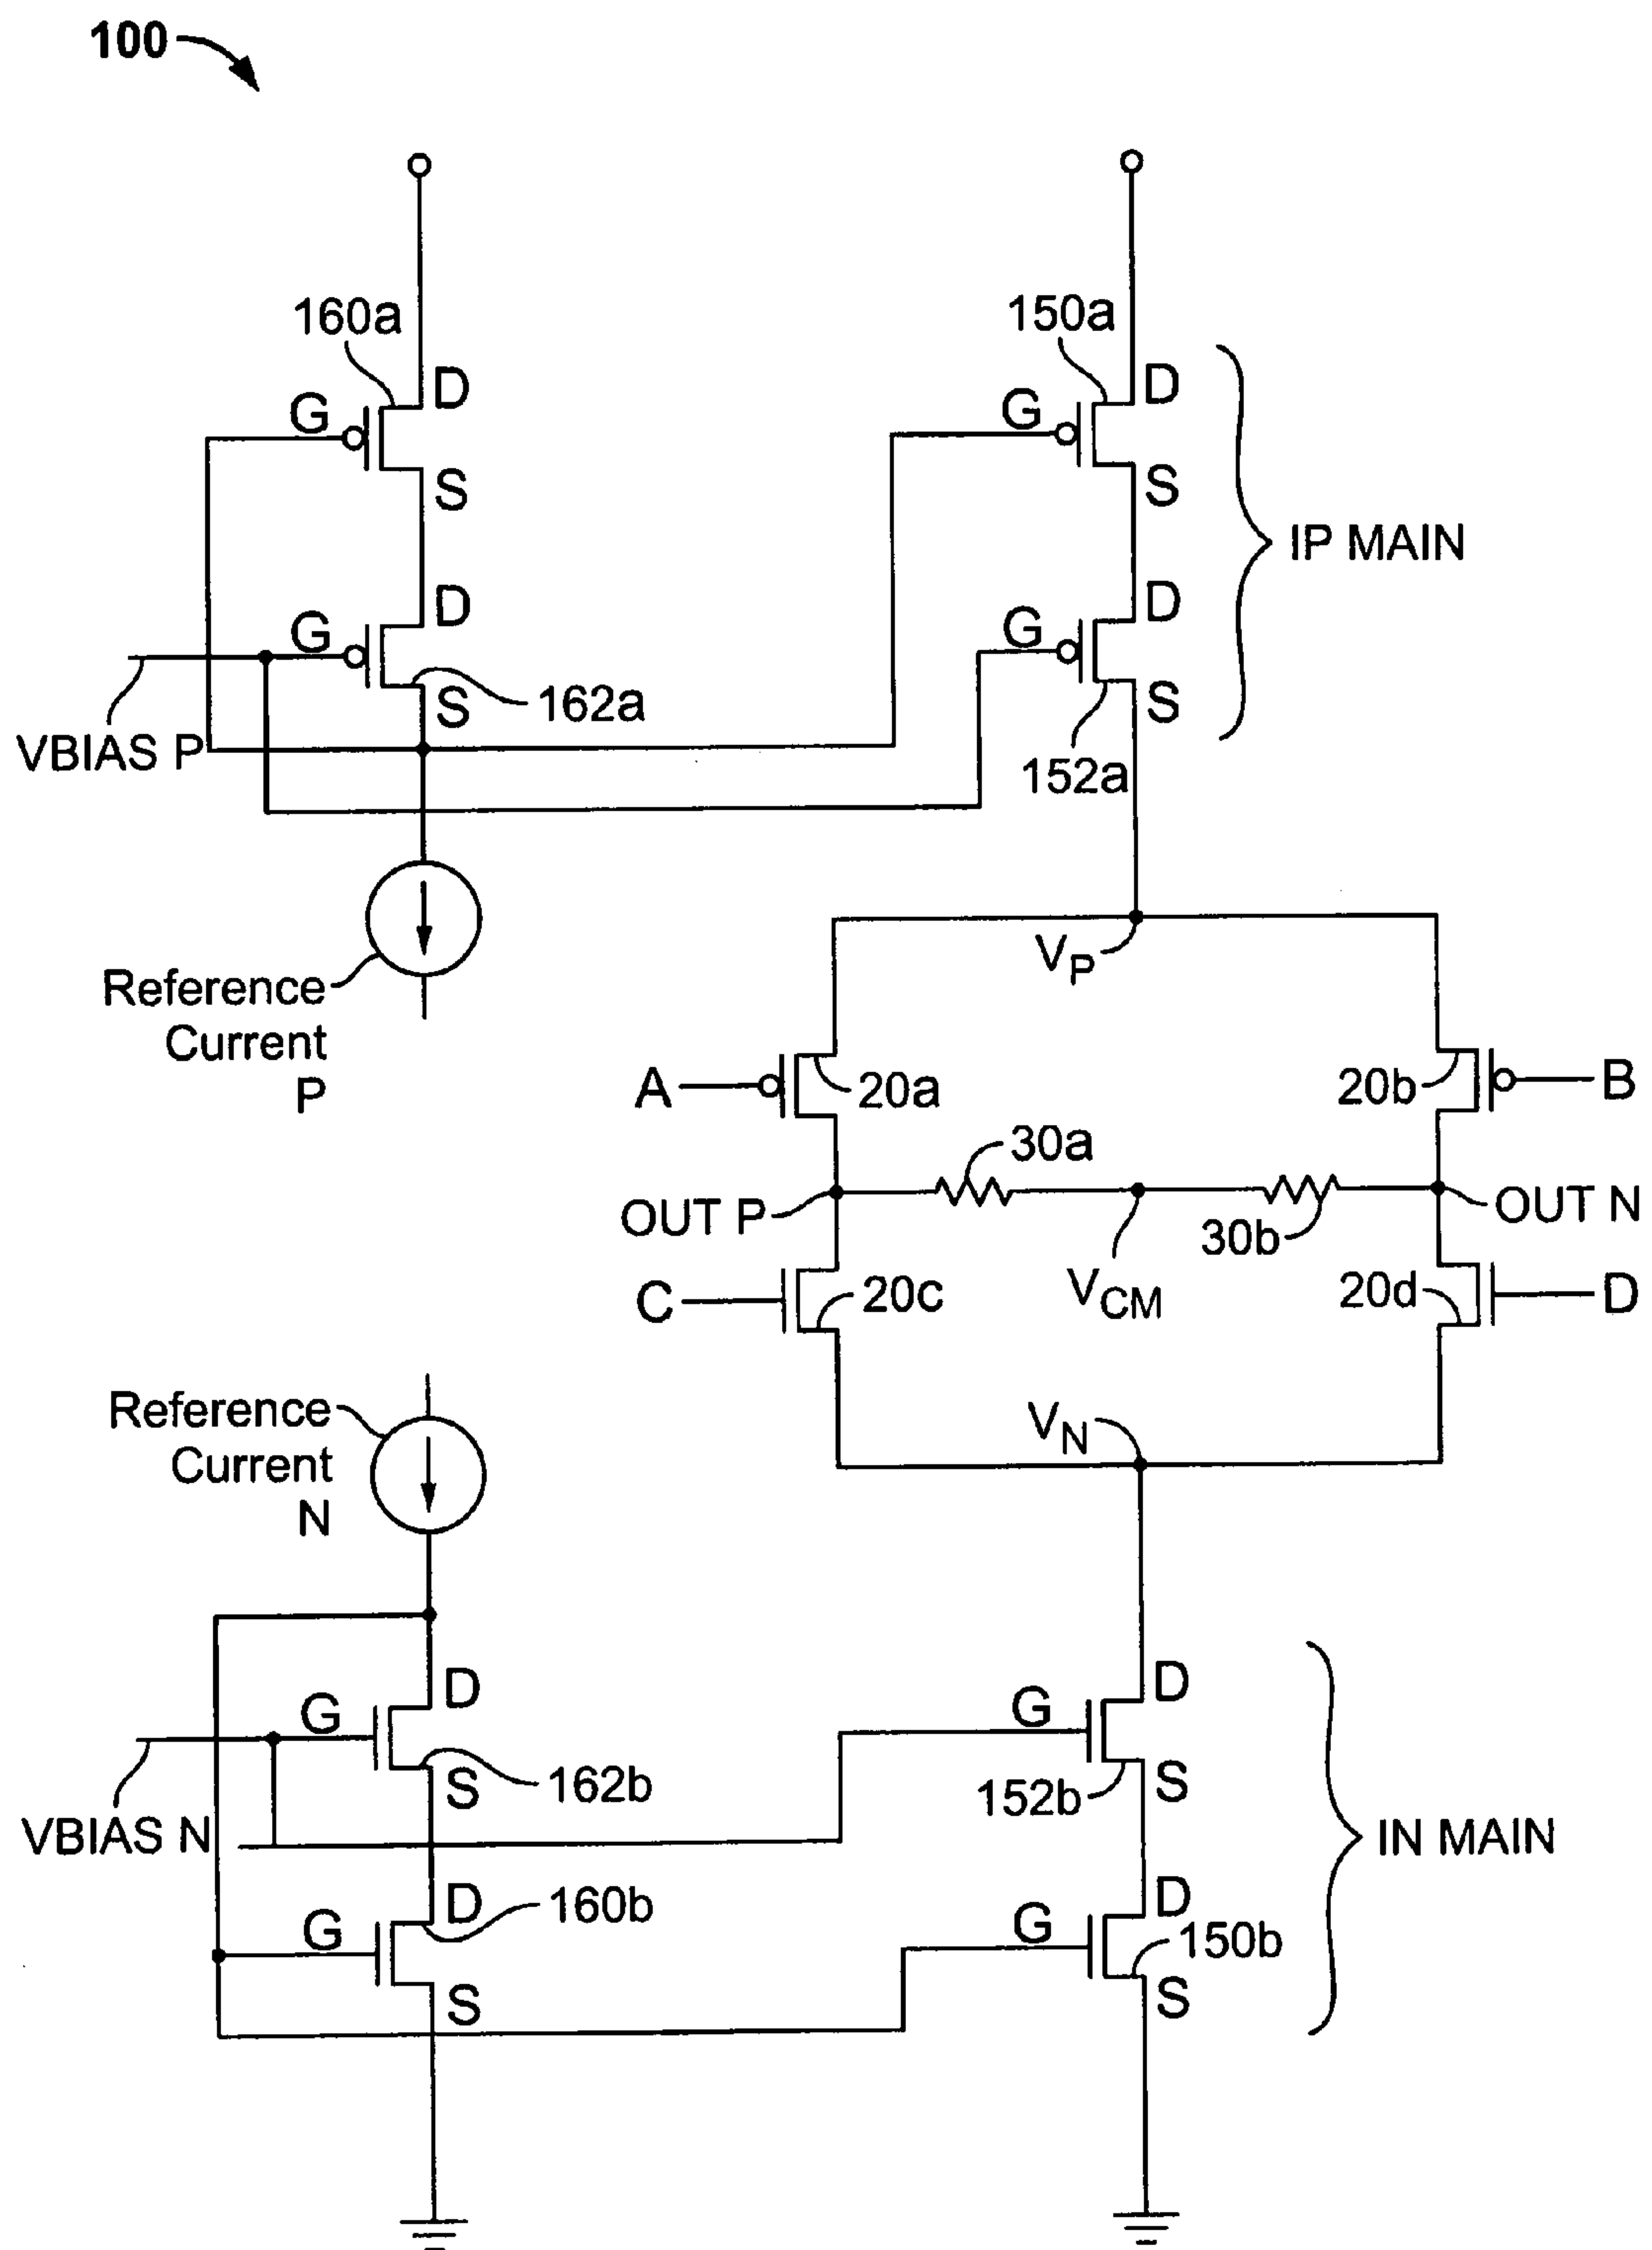 100
160a
150a
D
D
G
G
S
S
IP MAIN
D
D
G
G
S
162a
S
VBIAS P
152a
VP
Reference
Current
P
A
20a
20b
B
30a
OUT P
OUT N
30b
VCM
C
20c
20d
D
Reference
Current
N
VN
D
D
G
G
S
162b
152b
S
VBIAS N
IN MAIN
D
160b
D
G
G
150b
S
S